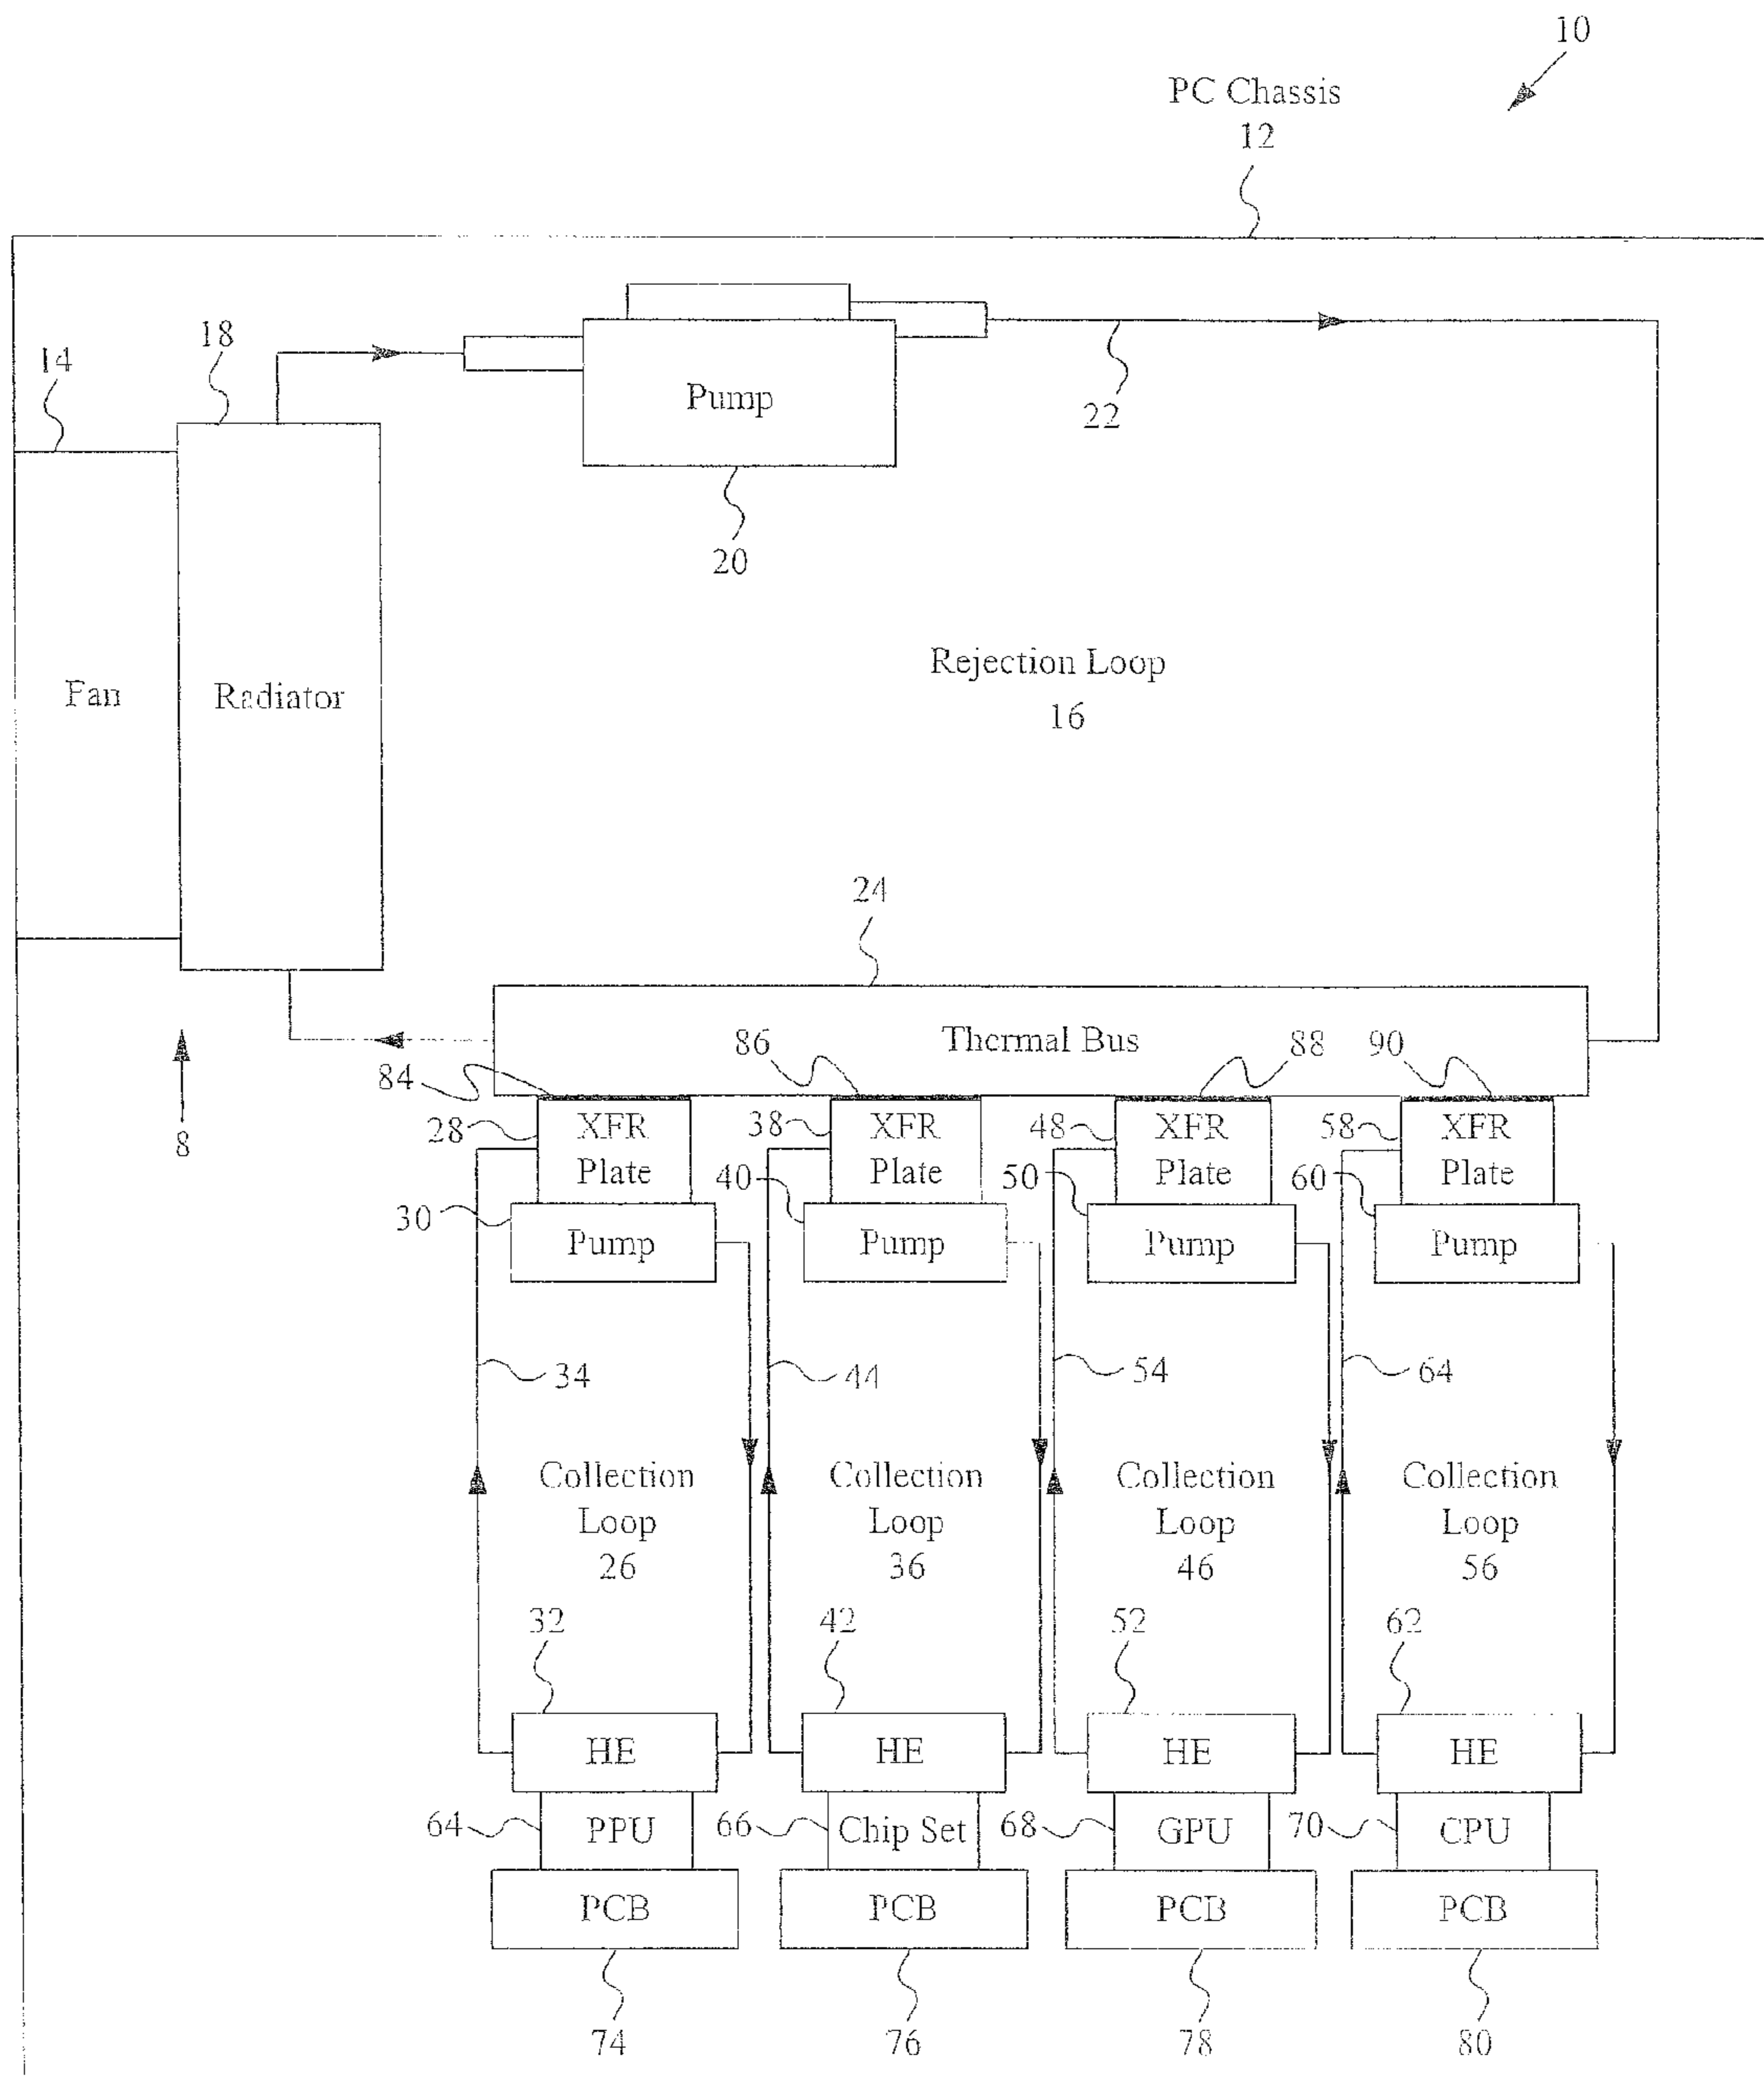 10
PC Chassis
12
18
14
Pump
22
20
Rejection Loop
16
Fan
Radiator
24
Thermal Bus
86
88
90
84
8
28
XFR
Plate
38
XFR
Plate
48
XFR
Plate
58
XFR
Plate
30
40
50
60
Pump
Pump
Pump
Pump
34
44
54
64
Collection
Loop
26
Collection
Loop
36
Collection
Loop
46
Collection
Loop
56
32
42
52
62
HE
HE
HE
HE
64
PPU
66
Chip Set
68
GPU
70
CPU
PCB
PCB
PCB
PCB
74
76
78
80